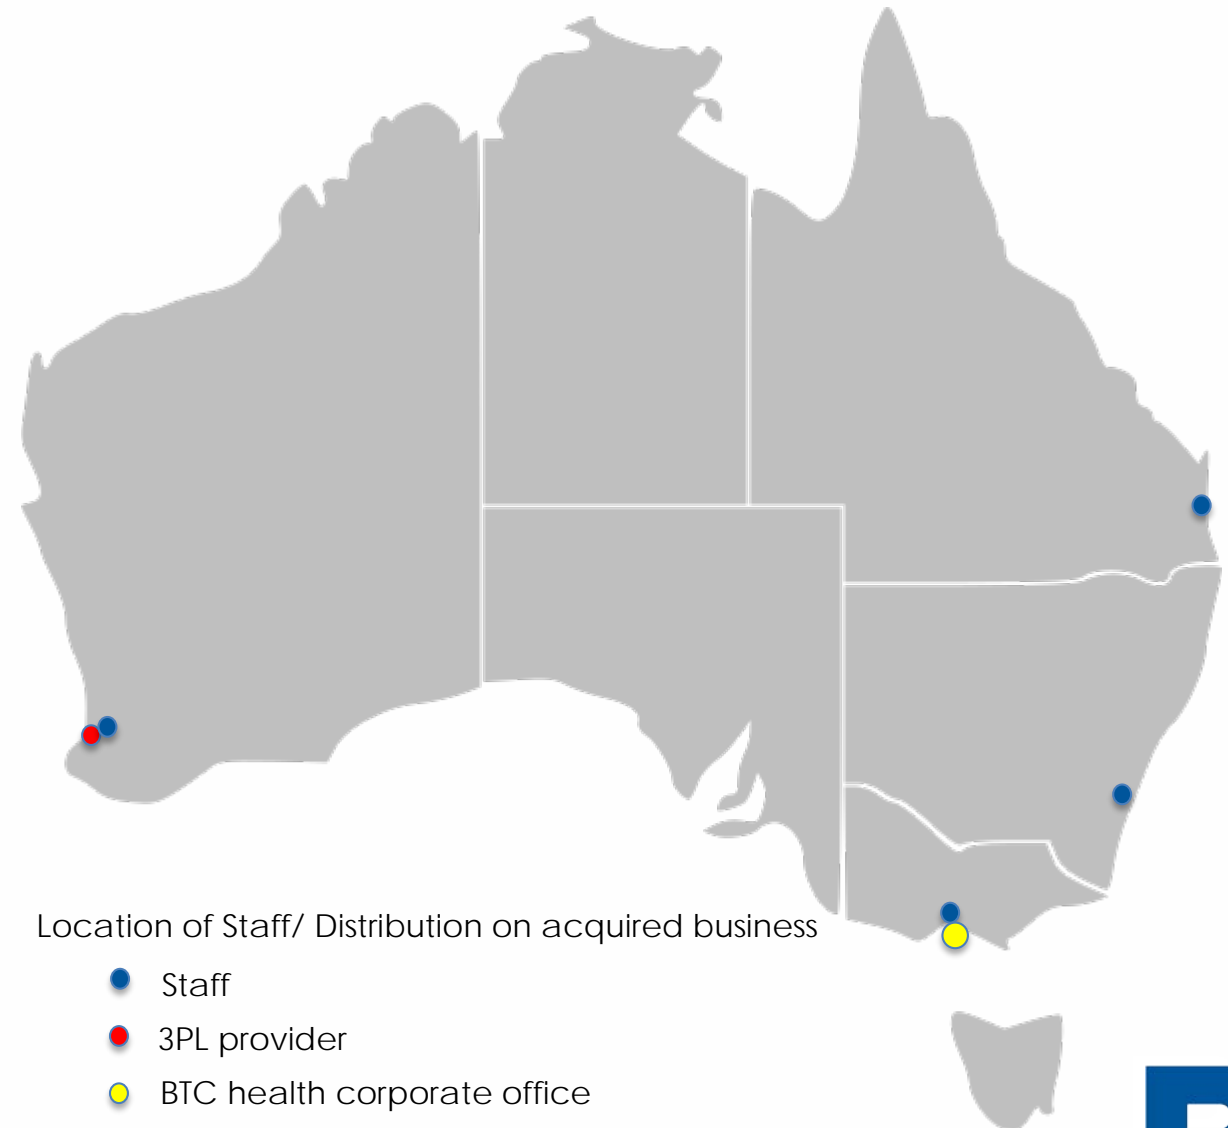 Location of Staff/ Distribution on acquired business
Staff
3PL provider
BTC health corporate office